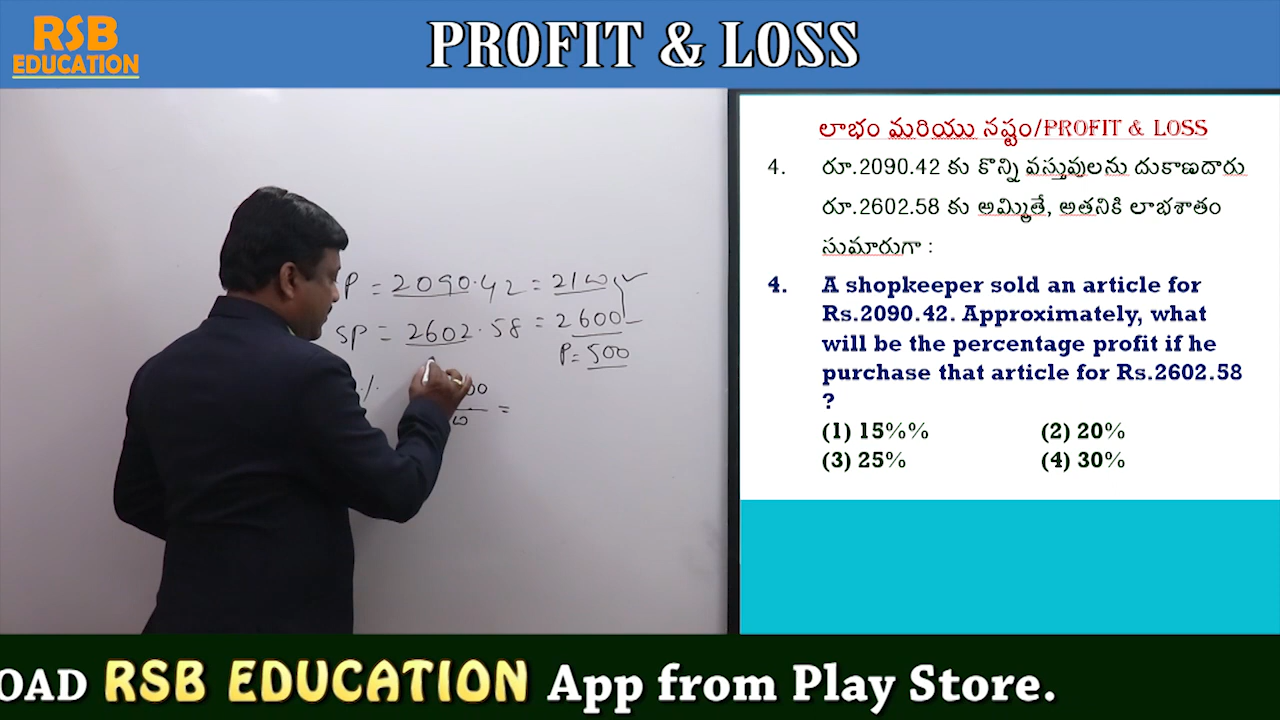 RSB
EDUCATION
PROFIT & LOSS
P = 2090.42 = 2100
SP = 2602.58 = 2600
P = 500
లాభం మరియు నష్టం/PROFIT & LOSS
4. రూ.2090.42 కు కొన్ని వస్తువులను దుకాణదారు
రూ.2602.58 కు అమ్మితే, అతనికి లాభశాతం
సుమారుగా :
4. A shopkeeper sold an article for
Rs.2090.42. Approximately, what
will be the percentage profit if he
purchase that article for Rs.2602.58
?
(1) 15%% (2) 20%
(3) 25% (4) 30%
OAD RSB EDUCATION App from Play Store.